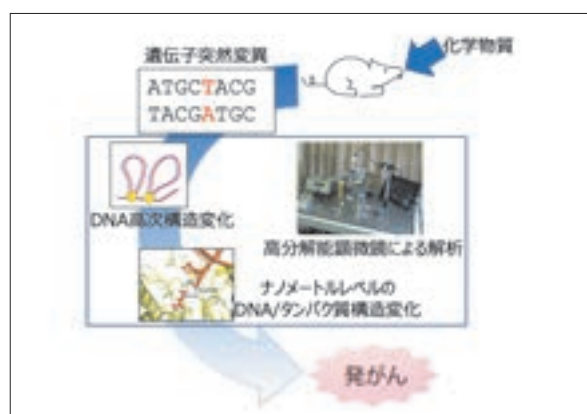 化学物質
遺伝子突然変異
ATGCTACG
TACGATGC
DNA高次構造変化
高分解能顕微鏡による解析
ナノメートルレベルの
DNA/タンパク質構造変化
発がん